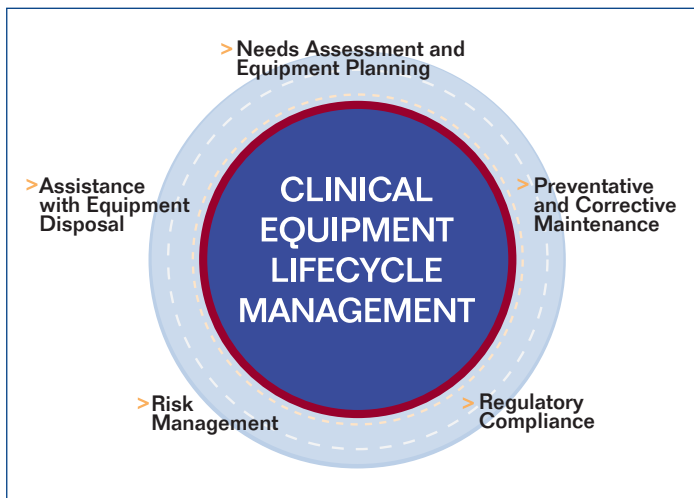 > Needs Assessment and
Equipment Planning
> Assistance
with Equipment
Disposal
CLINICAL
EQUIPMENT
LIFECYCLE
MANAGEMENT
> Preventative
and Corrective
Maintenance
> Risk
Management
> Regulatory
Compliance